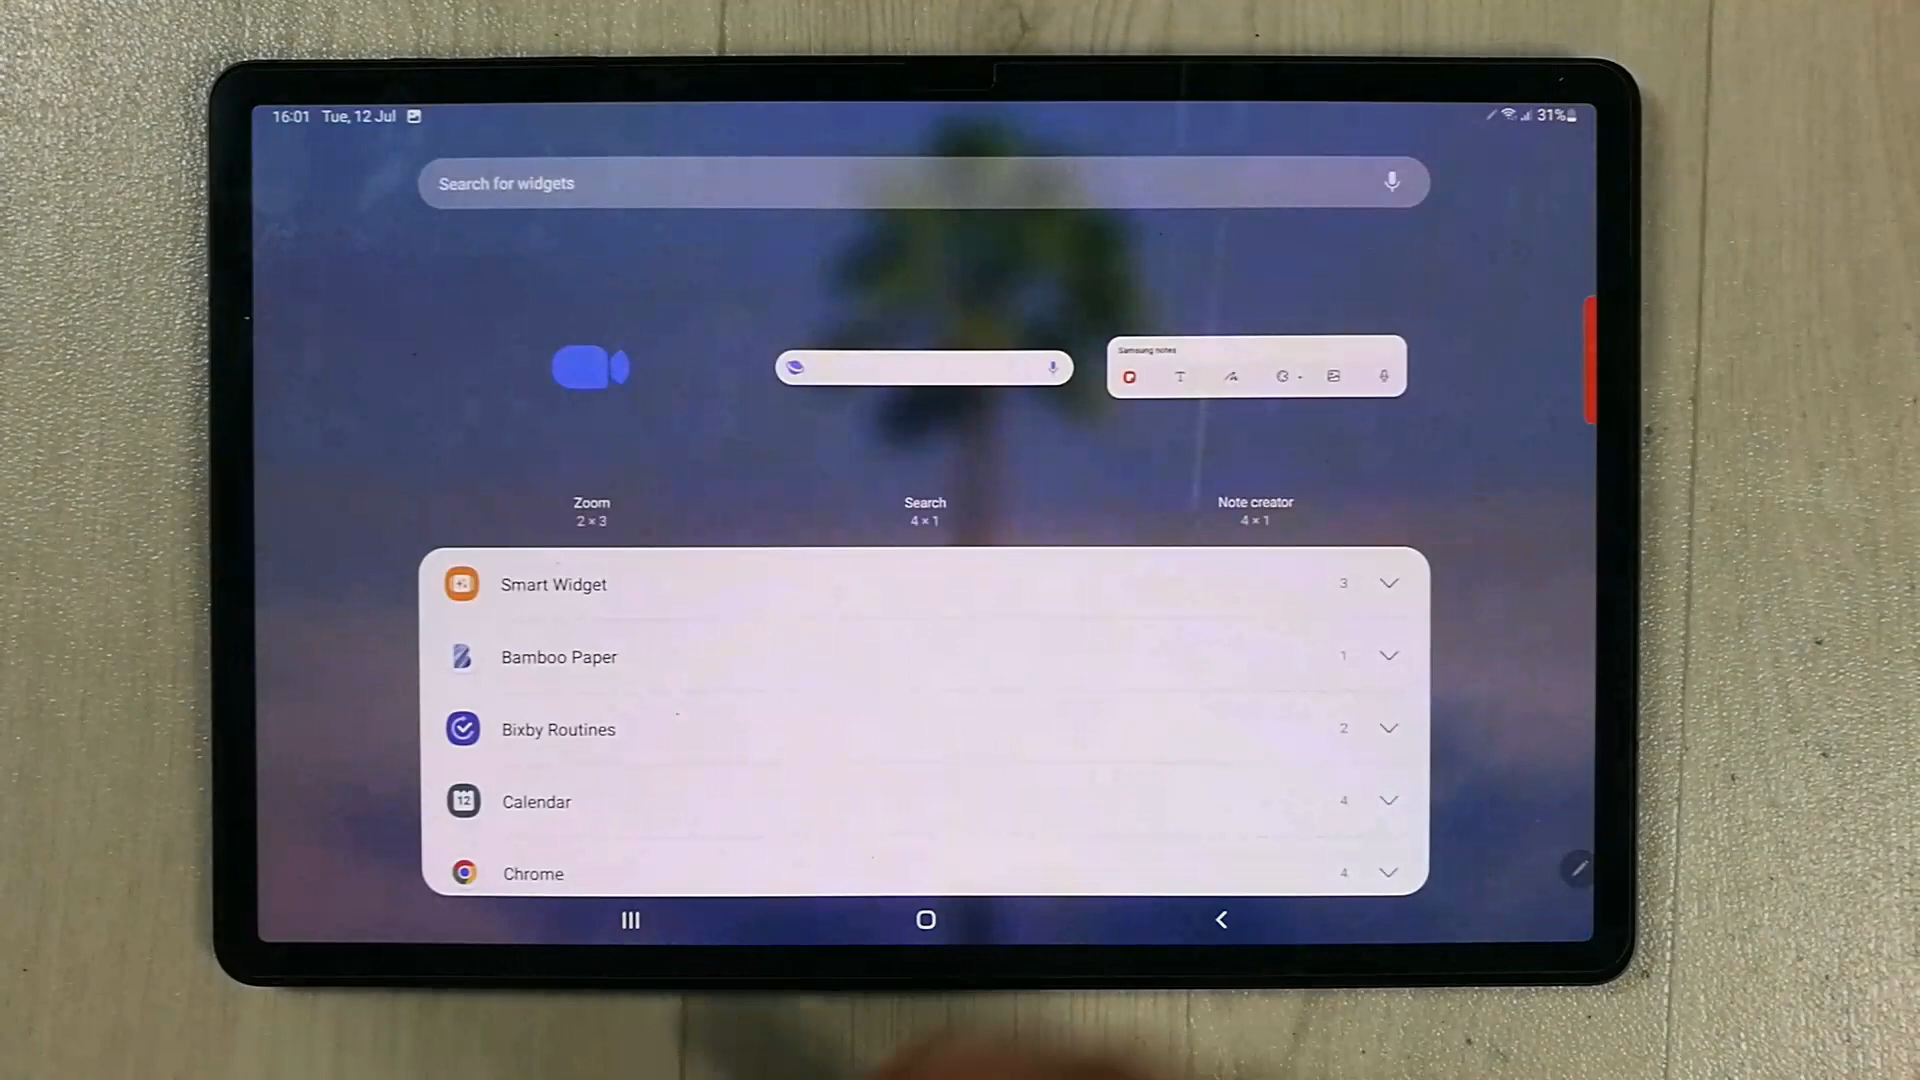 16:01 Tue, 12 Jul
31%
Search for widgets
Samsung notes
Zoom
2 × 3
Search
4 × 1
Note creator
4 × 1
Smart Widget 3
Bamboo Paper 1
Bixby Routines 2
12 Calendar 4
Chrome 4